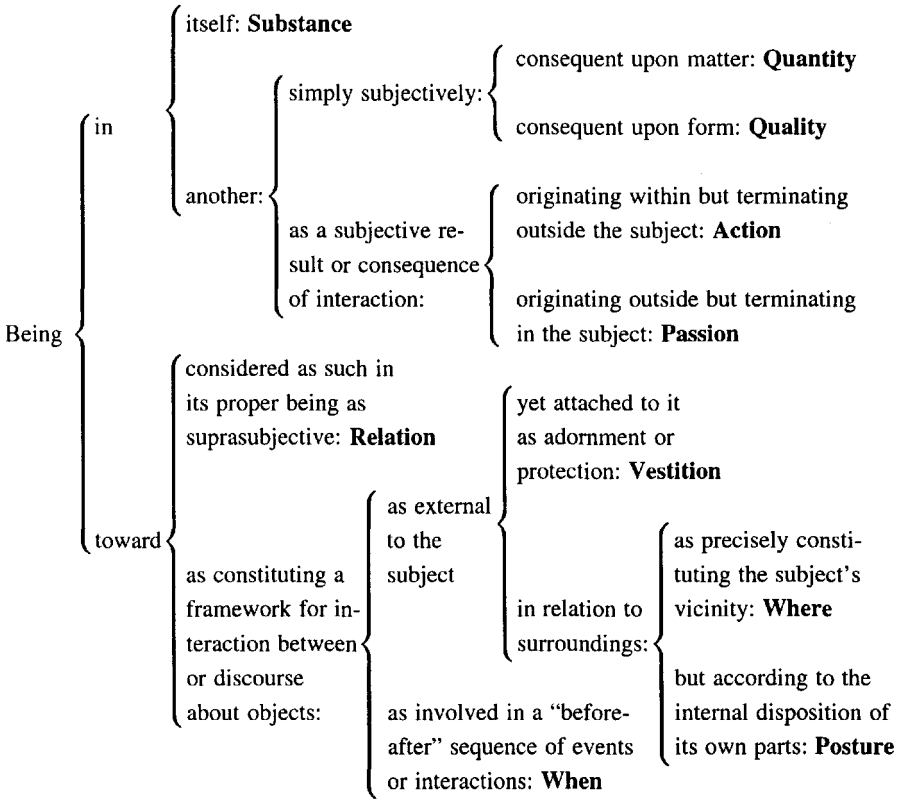 Being
in
itself: Substance
another:
simply subjectively:
consequent upon matter: Quantity
consequent upon form: Quality
as a subjective re-
sult or consequence
of interaction:
originating within but terminating
outside the subject: Action
originating outside but terminating
in the subject: Passion
toward
considered as such in
its proper being as
suprasubjective: Relation
as constituting a
framework for in-
teraction between
or discourse
about objects:
as external
to the
subject
yet attached to it
as adornment or
protection: Vestition
in relation to
surroundings:
as precisely consti-
tuting the subject's
vicinity: Where
but according to the
internal disposition of
its own parts: Posture
as involved in a “before-
after” sequence of events
or interactions: When